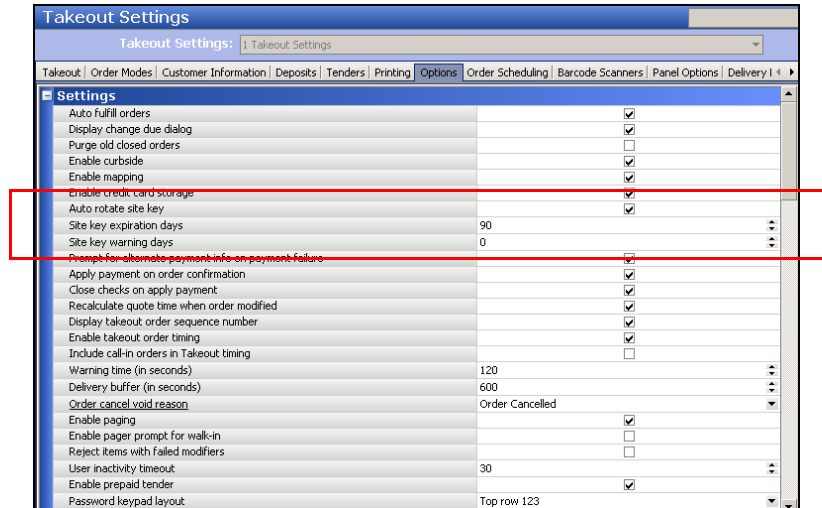 Takeout Settings
Takeout Settings: 1 Takeout Settings
Takeout Order Modes Customer Information Deposits Tenders Printing Options Order Scheduling Barcode Scanners Panel Options Delivery
Settings
Auto fulfill orders
Display change due dialog
Purge old closed orders
Enable curbside
Enable mapping
Enable credit card storage
Auto rotate site key
Site key expiration days 90
Site key warning days 0
Prompt for alternate payment info on payment failure
Apply payment on order confirmation
Close checks on apply payment
Recalculate quote time when order modified
Display takeout order sequence number
Enable takeout order timing
Include call-in orders in Takeout timing
Warning time (in seconds) 120
Delivery buffer (in seconds) 600
Order cancel void reason Order Cancelled
Enable paging
Enable pager prompt for walk-in
Reject items with failed modifiers
User inactivity timeout 30
Enable prepaid tender
Password keypad layout Top row 123